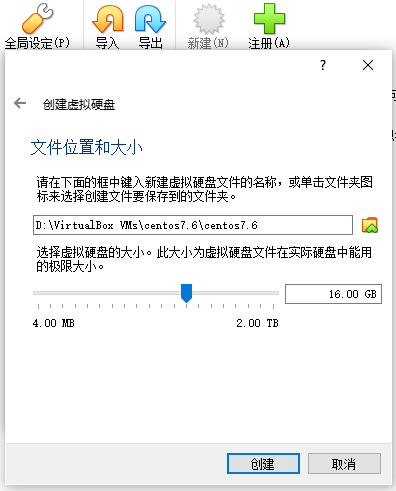 全局设定(P) 导入 导出 新建(N) 注册(A)
?
创建虚拟硬盘
文件位置和大小
请在下面的框中键入新建虚拟硬盘文件的名称，或单击文件夹图
标来选择创建文件要保存到的文件夹。
D:\VirtualBox VMs\centos7.6\centos7.6
选择虚拟硬盘的大小。此大小为虚拟硬盘文件在实际硬盘中能用
的极限大小。
16.00 GB
4.00 MB 2.00 TB
创建 取消